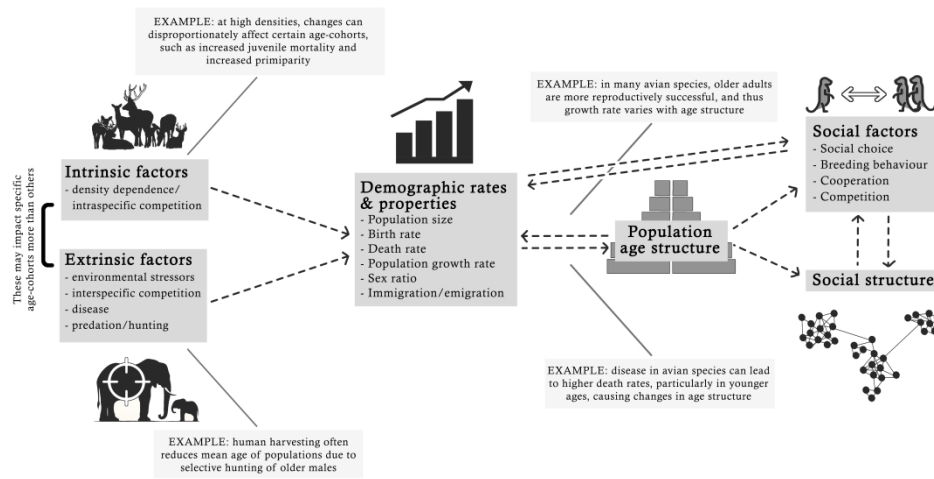 EXAMPLE: at high densities, changes can
disproportionately affect certain age-cohorts,
such as increased juvenile mortality and
increased primiparity
EXAMPLE: in many avian species, older adults
are more reproductively successful, and thus
growth rate varies with age structure
These may impact specific
age-cohorts more than others
Intrinsic factors
- density dependence/
intraspecific competition
Extrinsic factors
- environmental stressors
- interspecific competition
- disease
- predation/hunting
Demographic rates
& properties
- Population size
- Birth rate
- Death rate
- Population growth rate
- Sex ratio
- Immigration/emigration
Population
age structure
Social factors
- Social choice
- Breeding behaviour
- Cooperation
- Competition
Social structure
EXAMPLE: disease in avian species can lead
to higher death rates, particularly in younger
ages, causing changes in age structure
EXAMPLE: human harvesting often
reduces mean age of populations due to
selective hunting of older males